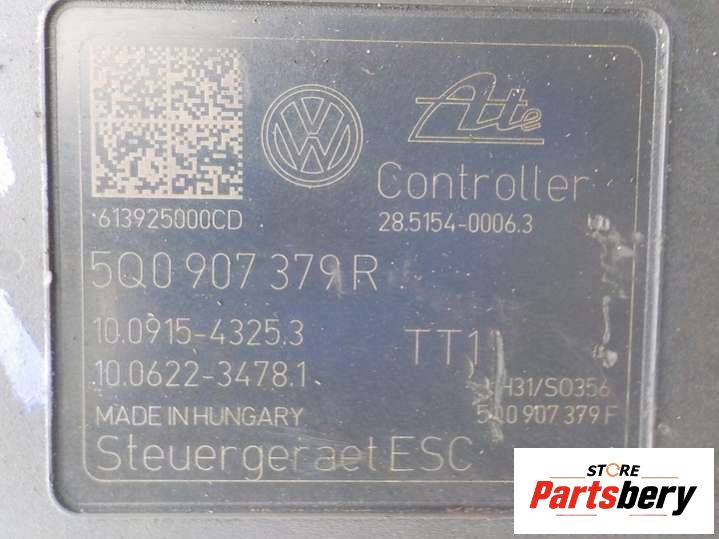 Ate
Controller
·613925000CD
28.5154-0006.3
5Q0 907 379 R
10.0915-4325.3
TT1
10.0622-3478.1
H31/S0356
MADE IN HUNGARY
5Q0 907 379 F
Steuergeraet ESC
STORE
Partsbery